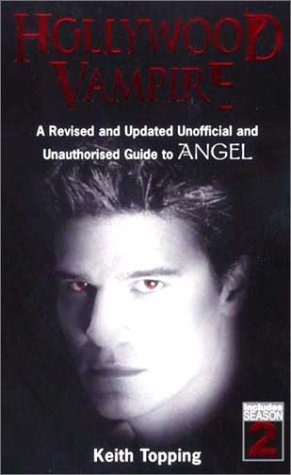 HOLLYWOOD
VAMPIRE
A Revised and Updated Unofficial and
Unauthorised Guide to ANGEL
Includes
SEASON
2
Keith Topping